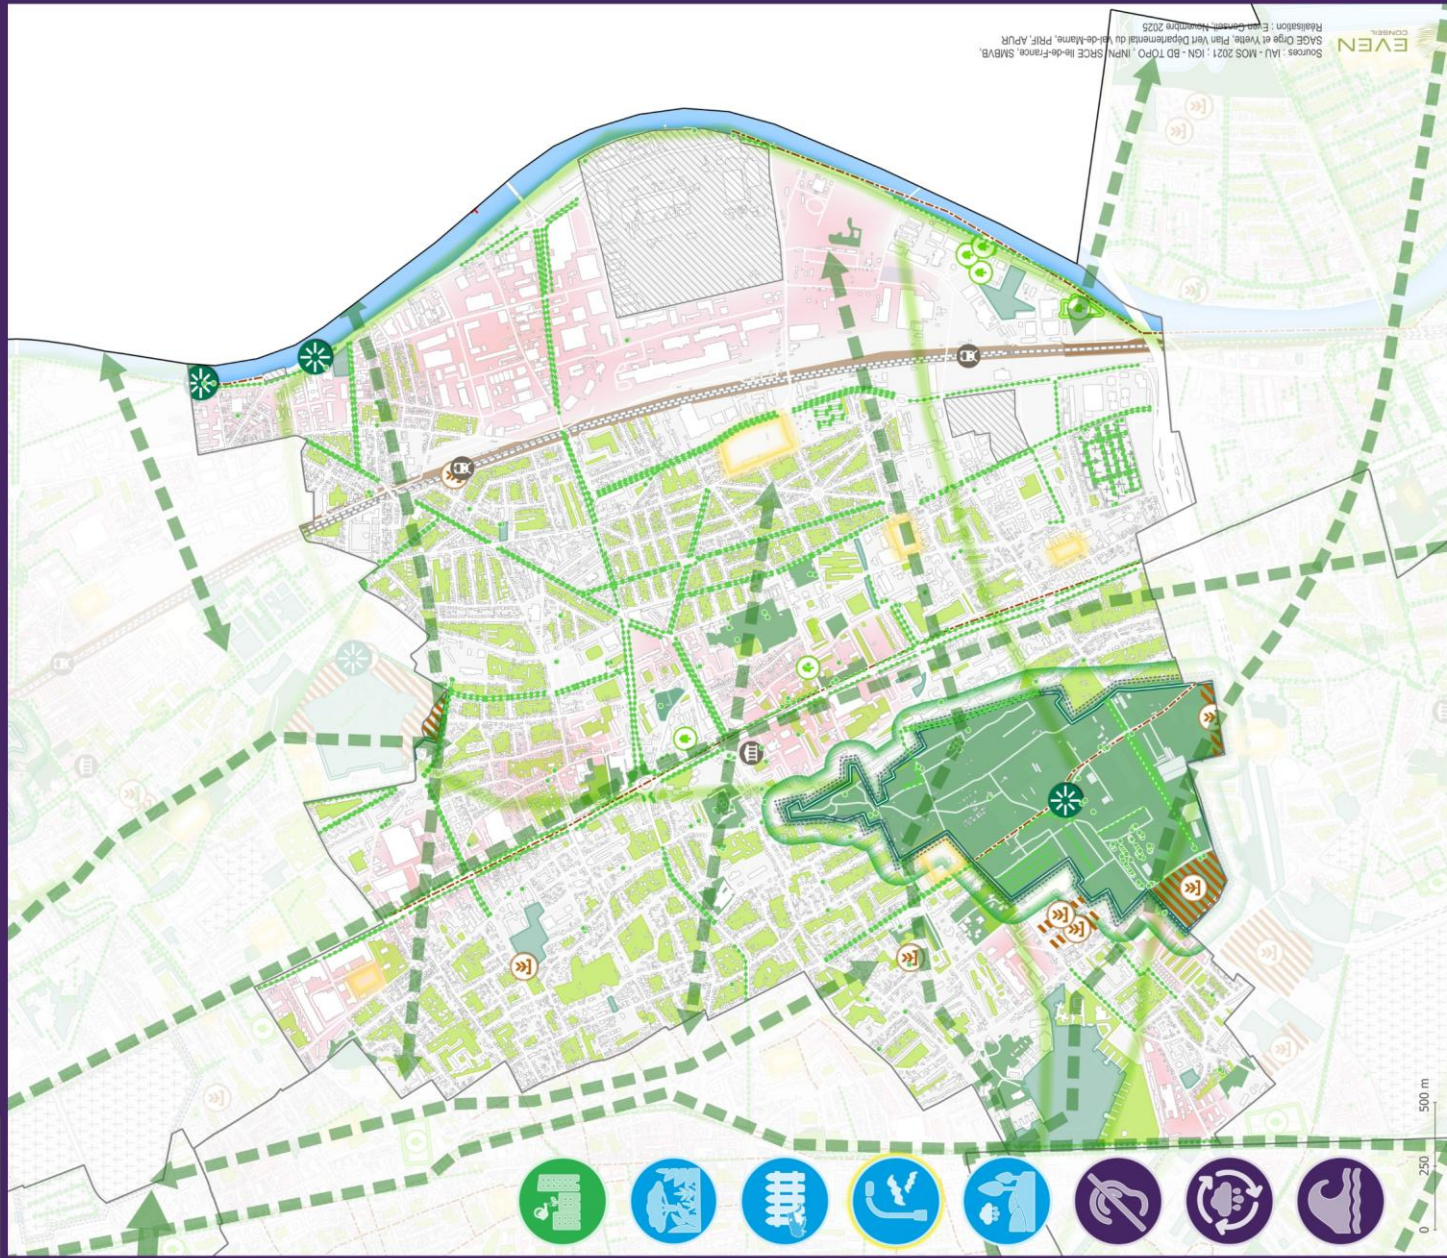 EVEN
CONSEIL
Sources : IAU - MOS 2021 ; IGN - BD TOPO , INPN, SRCE Ile-de-France, SMBVB,
SAGE Orge et Yvette, Plan Vert Départemental du Val-de-Marne, PRIF, APUR
Réalisation : Even Conseil, Novembre 2025
0 250 500 m